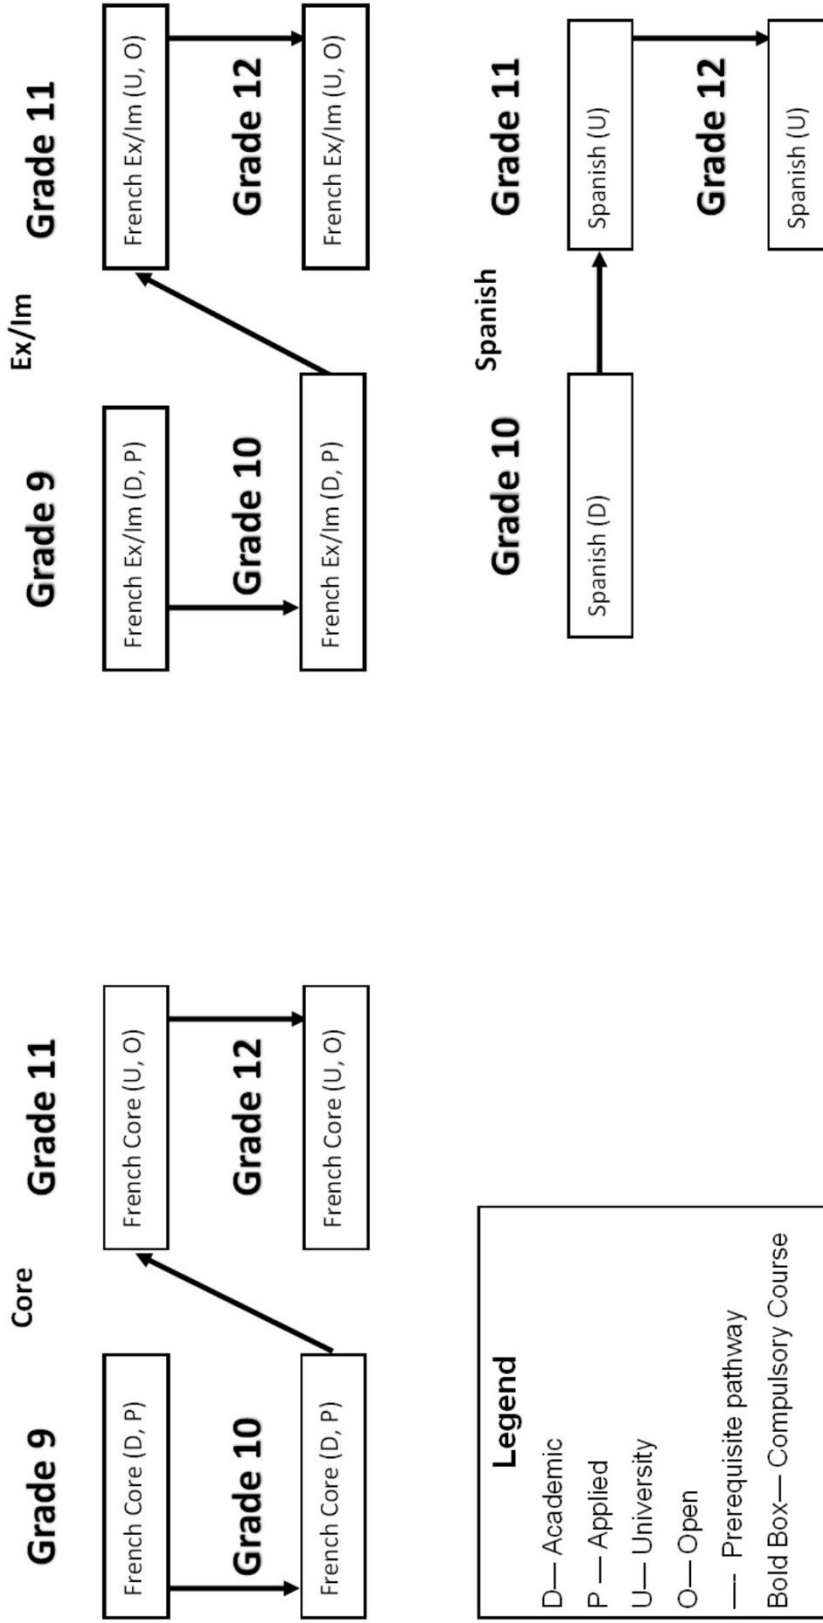 Core
Grade 9
Grade 11
French Core (D, P)
French Core (U, O)
Grade 10
Grade 12
French Core (D, P)
French Core (U, O)
Ex/Im
Grade 9
Grade 11
French Ex/Im (D, P)
French Ex/Im (U, O)
Grade 10
Grade 12
French Ex/Im (D, P)
French Ex/Im (U, O)
Legend
D— Academic
P — Applied
U— University
O— Open
—- Prerequisite pathway
Bold Box— Compulsory Course
Spanish
Grade 10
Grade 11
Spanish (D)
Spanish (U)
Grade 12
Spanish (U)